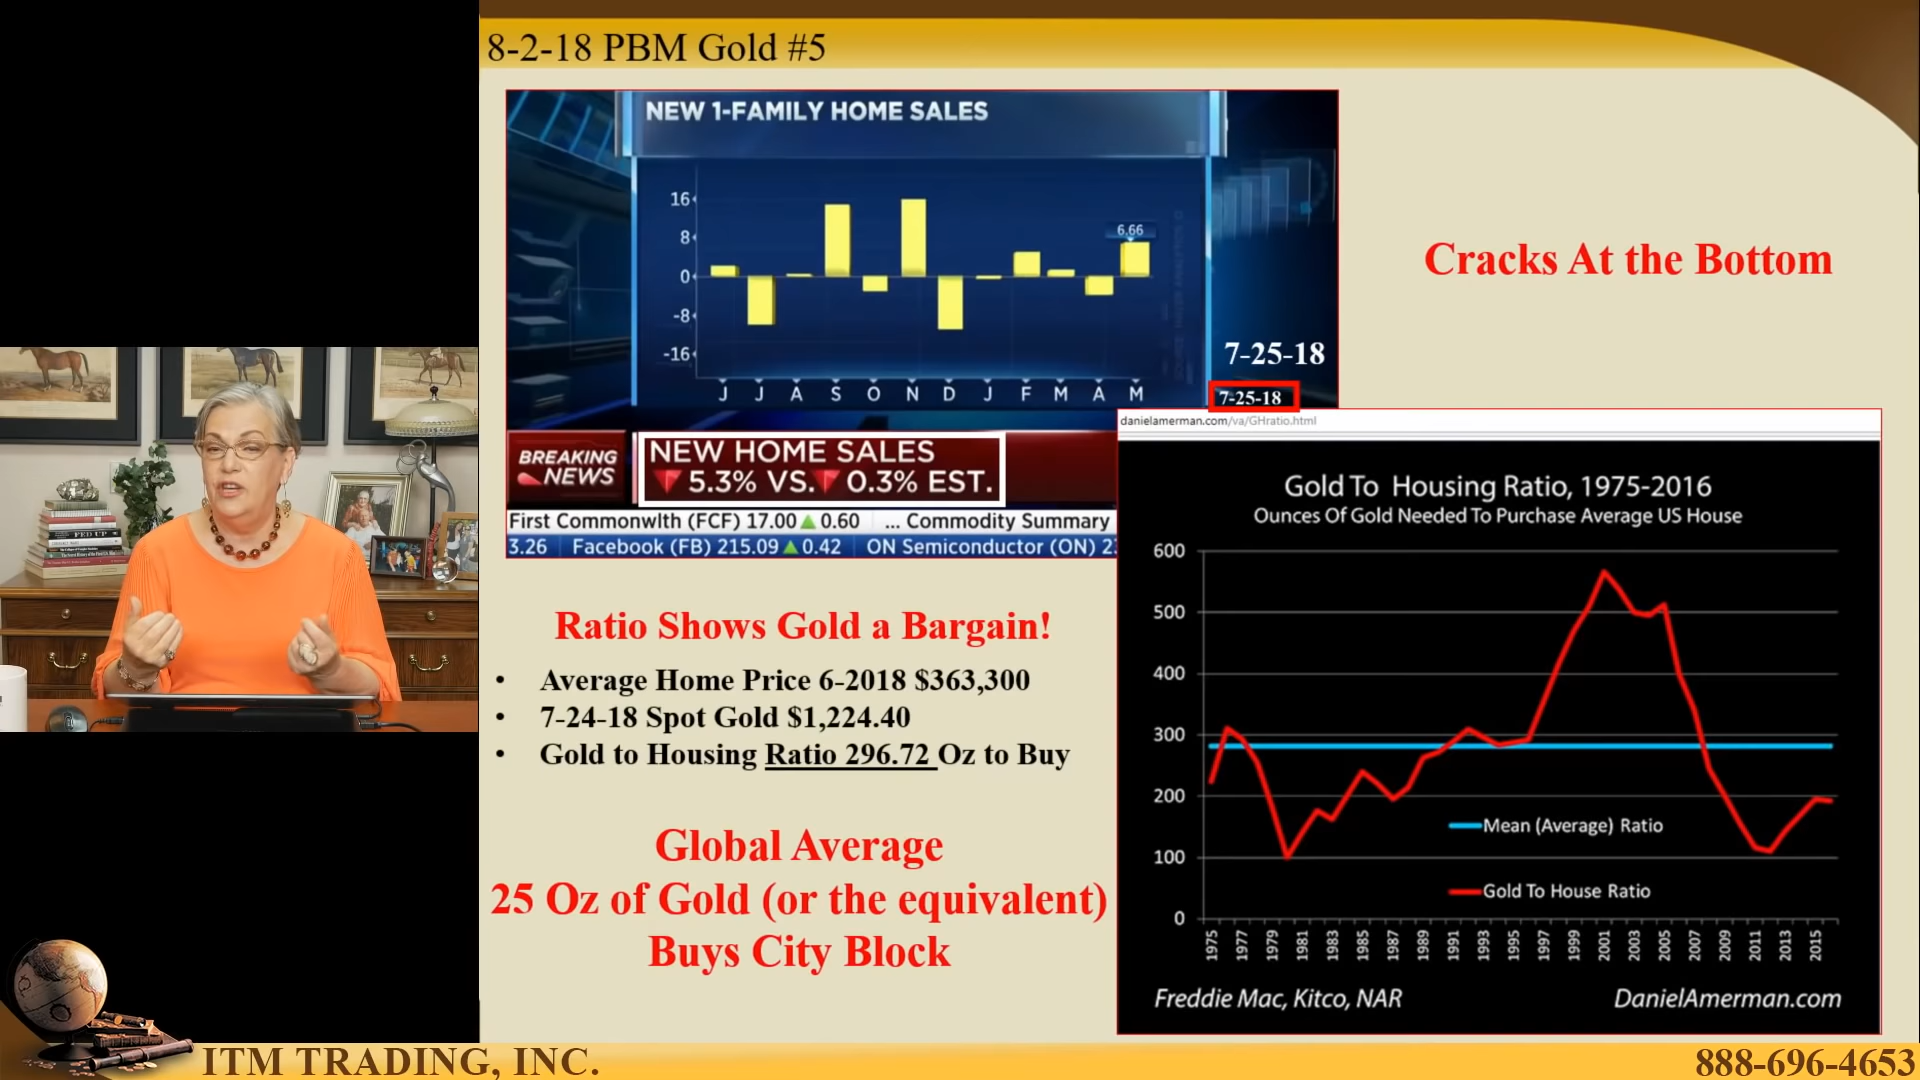 8-2-18 PBM Gold #5
NEW 1-FAMILY HOME SALES
16
8
0
-8
-16
6.66
J J A S O N D J F M A M
7-25-18
7-25-18
BREAKING
NEWS
NEW HOME SALES
5.3% VS. 0.3% EST.
First Commonwlth (FCF) 17.00 0.60 ... Commodity Summary
3.26 Facebook (FB) 215.09 0.42 ON Semiconductor (ON) 2
Cracks At the Bottom
danielamerman.com/va/GHratio.html
Gold To Housing Ratio, 1975-2016
Ounces Of Gold Needed To Purchase Average US House
600
500
400
300
200
100
0
Mean (Average) Ratio
Gold To House Ratio
1975 1977 1979 1981 1983 1985 1987 1989 1991 1993 1995 1997 1999 2001 2003 2005 2007 2009 2011 2013 2015
Freddie Mac, Kitco, NAR
DanielAmerman.com
Ratio Shows Gold a Bargain!
• Average Home Price 6-2018 $363,300
• 7-24-18 Spot Gold $1,224.40
• Gold to Housing Ratio 296.72 Oz to Buy
Global Average
25 Oz of Gold (or the equivalent)
Buys City Block
FED UP
ITM TRADING, INC.
888-696-4653